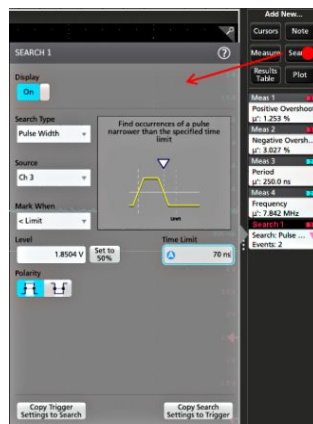 Add New...
Cursors Note
Measure
Results Table Plot
SEARCH 1
Display
On
Search Type
Pulse Width
Find occurrences of a pulse
narrower than the specified time
limit
Limit
Source
Ch 3
Mark When
< Limit
Level
1.8504 V
Set to
50%
Time Limit
70 ns
Polarity
Copy Trigger
Settings to Search
Copy Search
Settings to Trigger
Meas 1
Positive Overshoot
µ': 1.253 %
Meas 2
Negative Oversh...
µ': 3.027 %
Meas 3
Period
µ': 250.0 ns
Meas 4
Frequency
µ': 7.842 MHz
Search 1
Search: Pulse ...
Events: 2